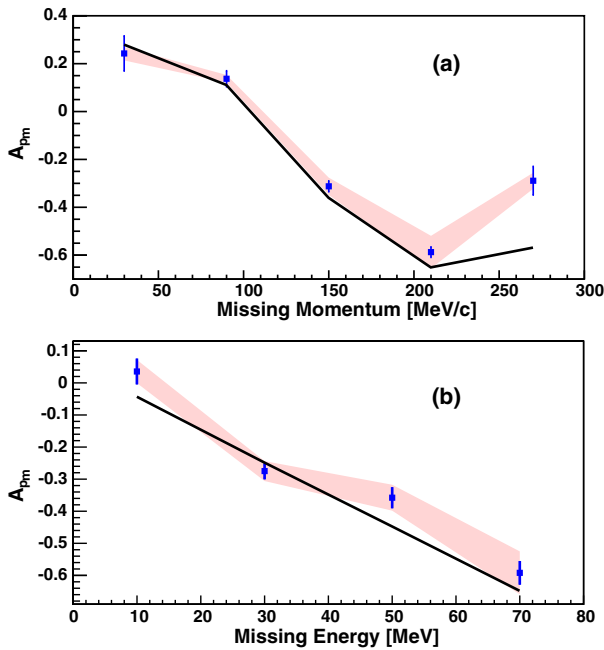 0.4
0.2
0
-0.2
-0.4
-0.6
A_pm
(a)
0 50 100 150 200 250 300
Missing Momentum [MeV/c]
0.1
0
-0.1
-0.2
-0.3
-0.4
-0.5
-0.6
A_pm
(b)
0 10 20 30 40 50 60 70 80
Missing Energy [MeV]